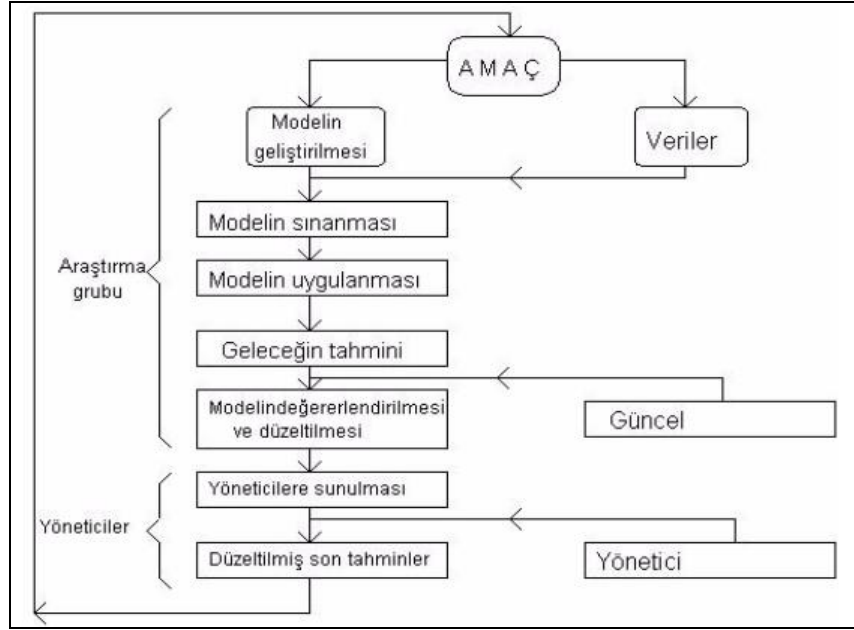 AMAÇ
Modelin
geliştirilmesi
Veriler
Modelin sınanması
Araştırma
grubu
Modelin uygulanması
Geleceğin tahmini
Modelindeğererlendirilmesi
ve düzeltilmesi
Güncel
Yöneticilere sunulması
Yöneticiler
Düzeltilmiş son tahminler
Yönetici